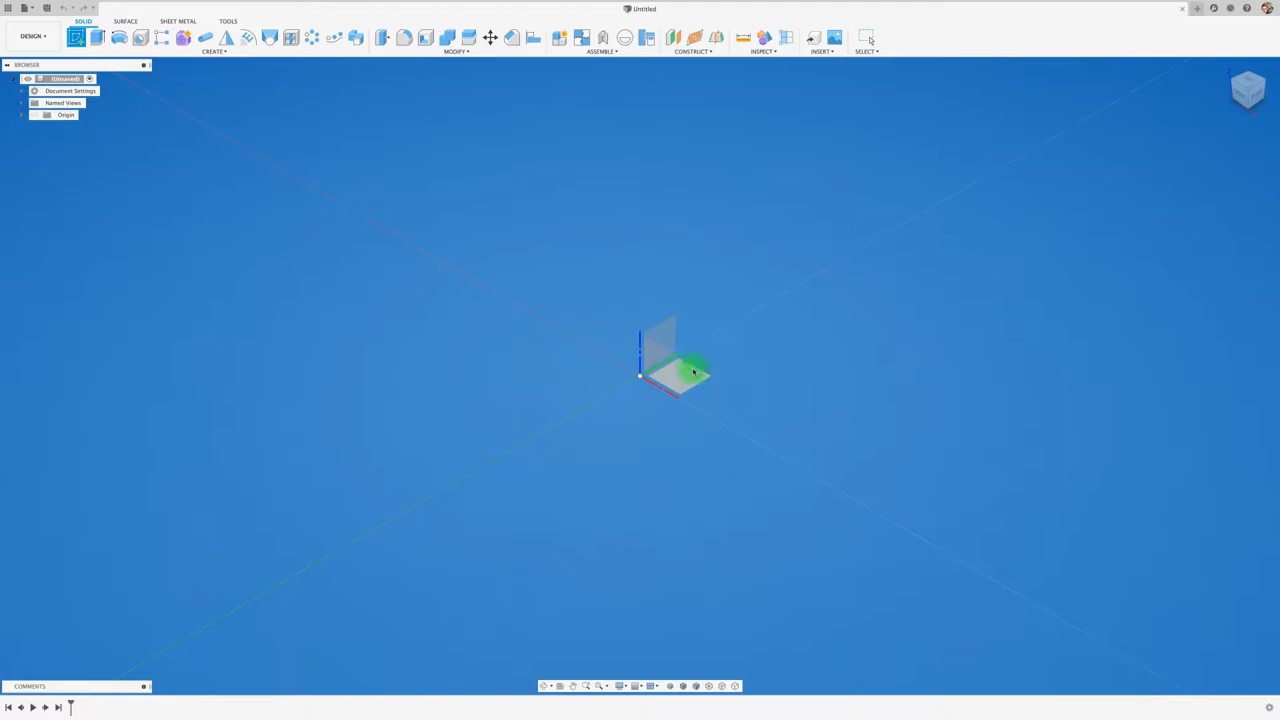 Untitled
DESIGN
SOLID
SURFACE
SHEET METAL
TOOLS
CREATE
MODIFY
ASSEMBLE
CONSTRUCT
INSPECT
INSERT
SELECT
BROWSER
(Unsaved)
Document Settings
Named Views
Origin
COMMENTS